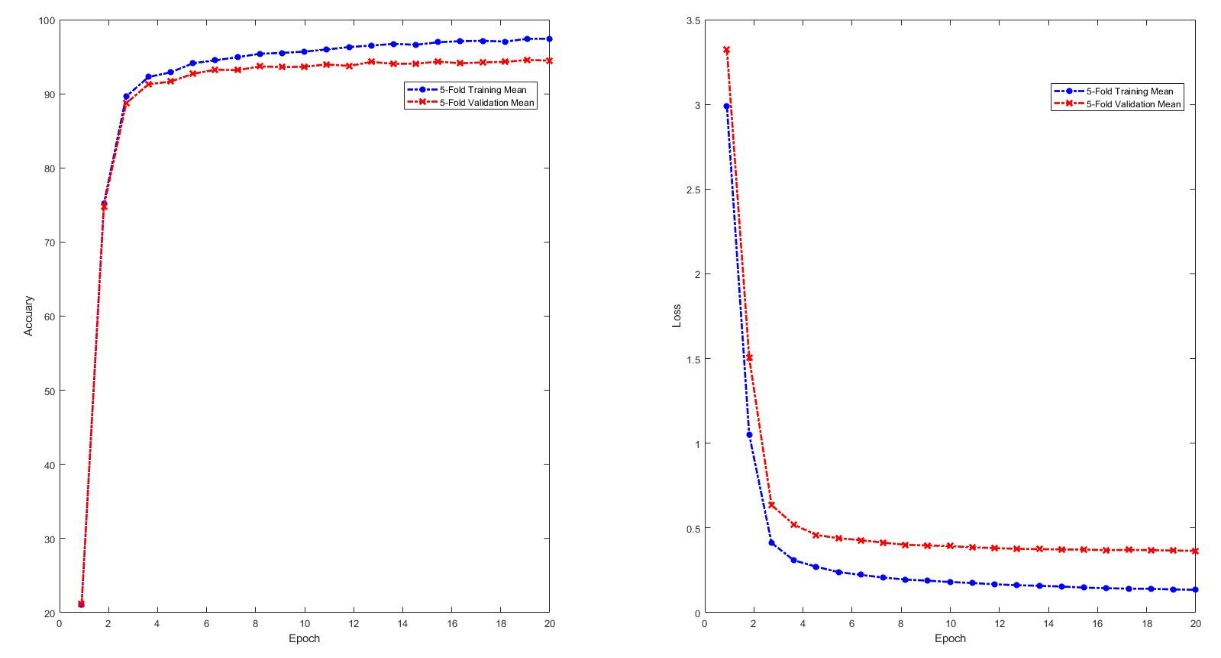 100
90
80
70
60
50
40
30
20
0 2 4 6 8 10 12 14 16 18 20
Accuary
Epoch
5-Fold Training Mean
5-Fold Validation Mean
3.5
3
2.5
2
1.5
1
0.5
0
0 2 4 6 8 10 12 14 16 18 20
Loss
Epoch
5-Fold Training Mean
5-Fold Validation Mean